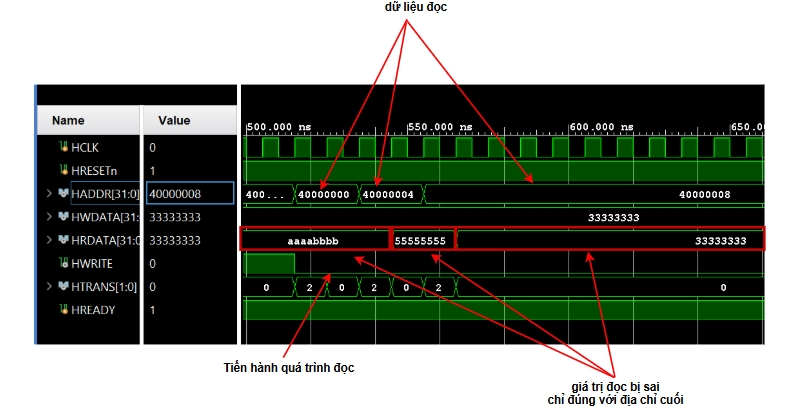 dữ liệu đọc
Name Value
500.000 ns 550.000 ns 600.000 ns 650.0
HCLK 0
HRESETn 1
HADDR[31:0] 40000008 400... 40000000 40000004 40000008
HWDATA[31: 33333333 33333333
HRDATA[31:0 33333333 aaaabbbb 55555555 33333333
HWRITE 0
HTRANS[1:0] 0 0 2 0 2 0 2 0
HREADY 1
Tiến hành quá trình đọc
giá trị đọc bị sai
chỉ đúng với địa chỉ cuối